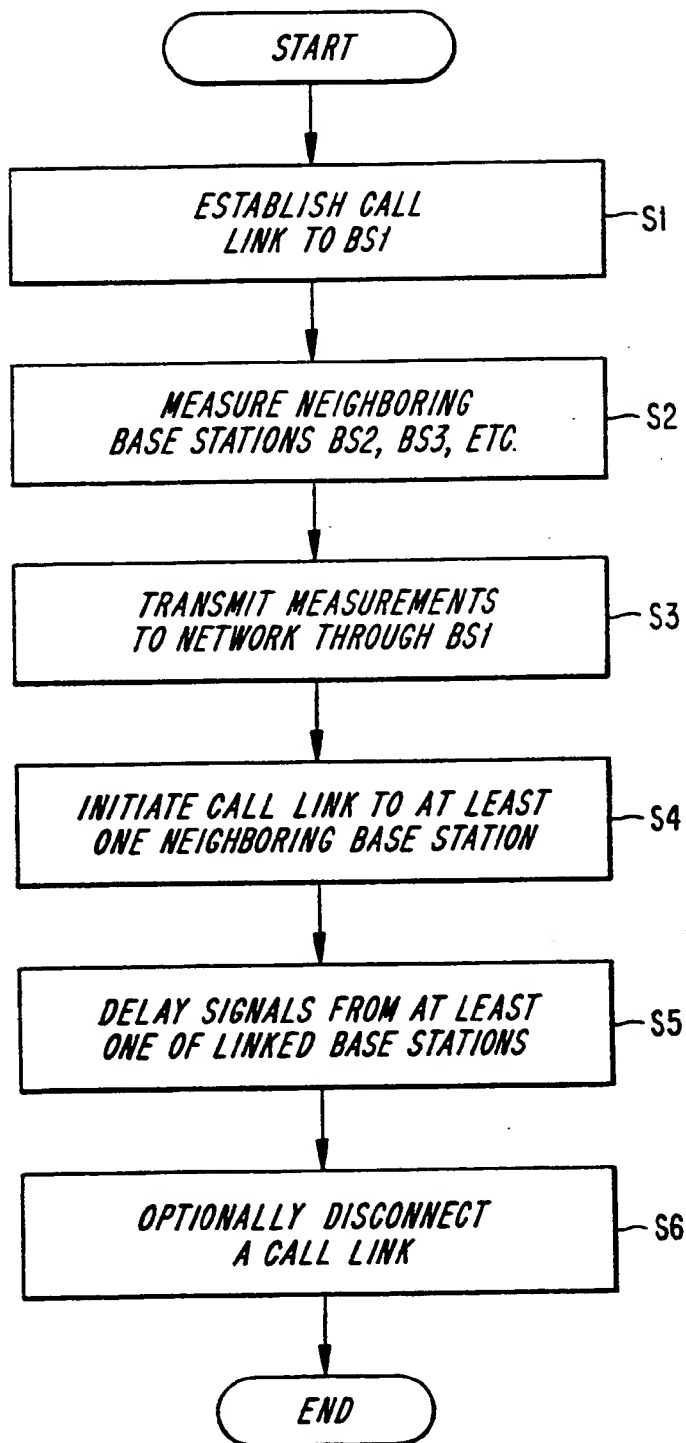 START
ESTABLISH CALL
LINK TO BS1
S1
MEASURE NEIGHBORING
BASE STATIONS BS2, BS3, ETC.
S2
TRANSMIT MEASUREMENTS
TO NETWORK THROUGH BS1
S3
INITIATE CALL LINK TO AT LEAST
ONE NEIGHBORING BASE STATION
S4
DELAY SIGNALS FROM AT LEAST
ONE OF LINKED BASE STATIONS
S5
OPTIONALLY DISCONNECT
A CALL LINK
S6
END